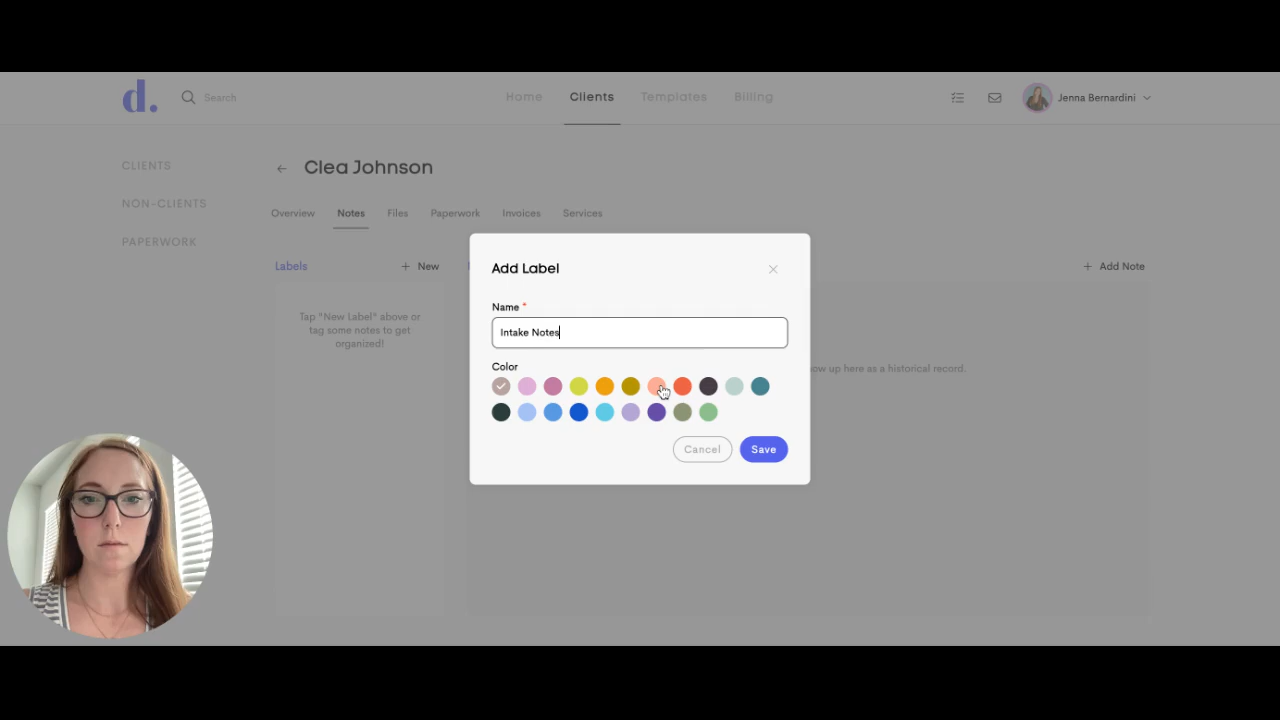 d.
Search
Home
Clients
Templates
Billing
Jenna Bernardini
CLIENTS
NON-CLIENTS
PAPERWORK
Clea Johnson
Overview
Notes
Files
Paperwork
Invoices
Services
Labels
+ New
+ Add Note
Tap "New Label" above or
tag some notes to get
organized!
up here as a historical record.
Add Label
Name *
Intake Notes
Color
Cancel
Save